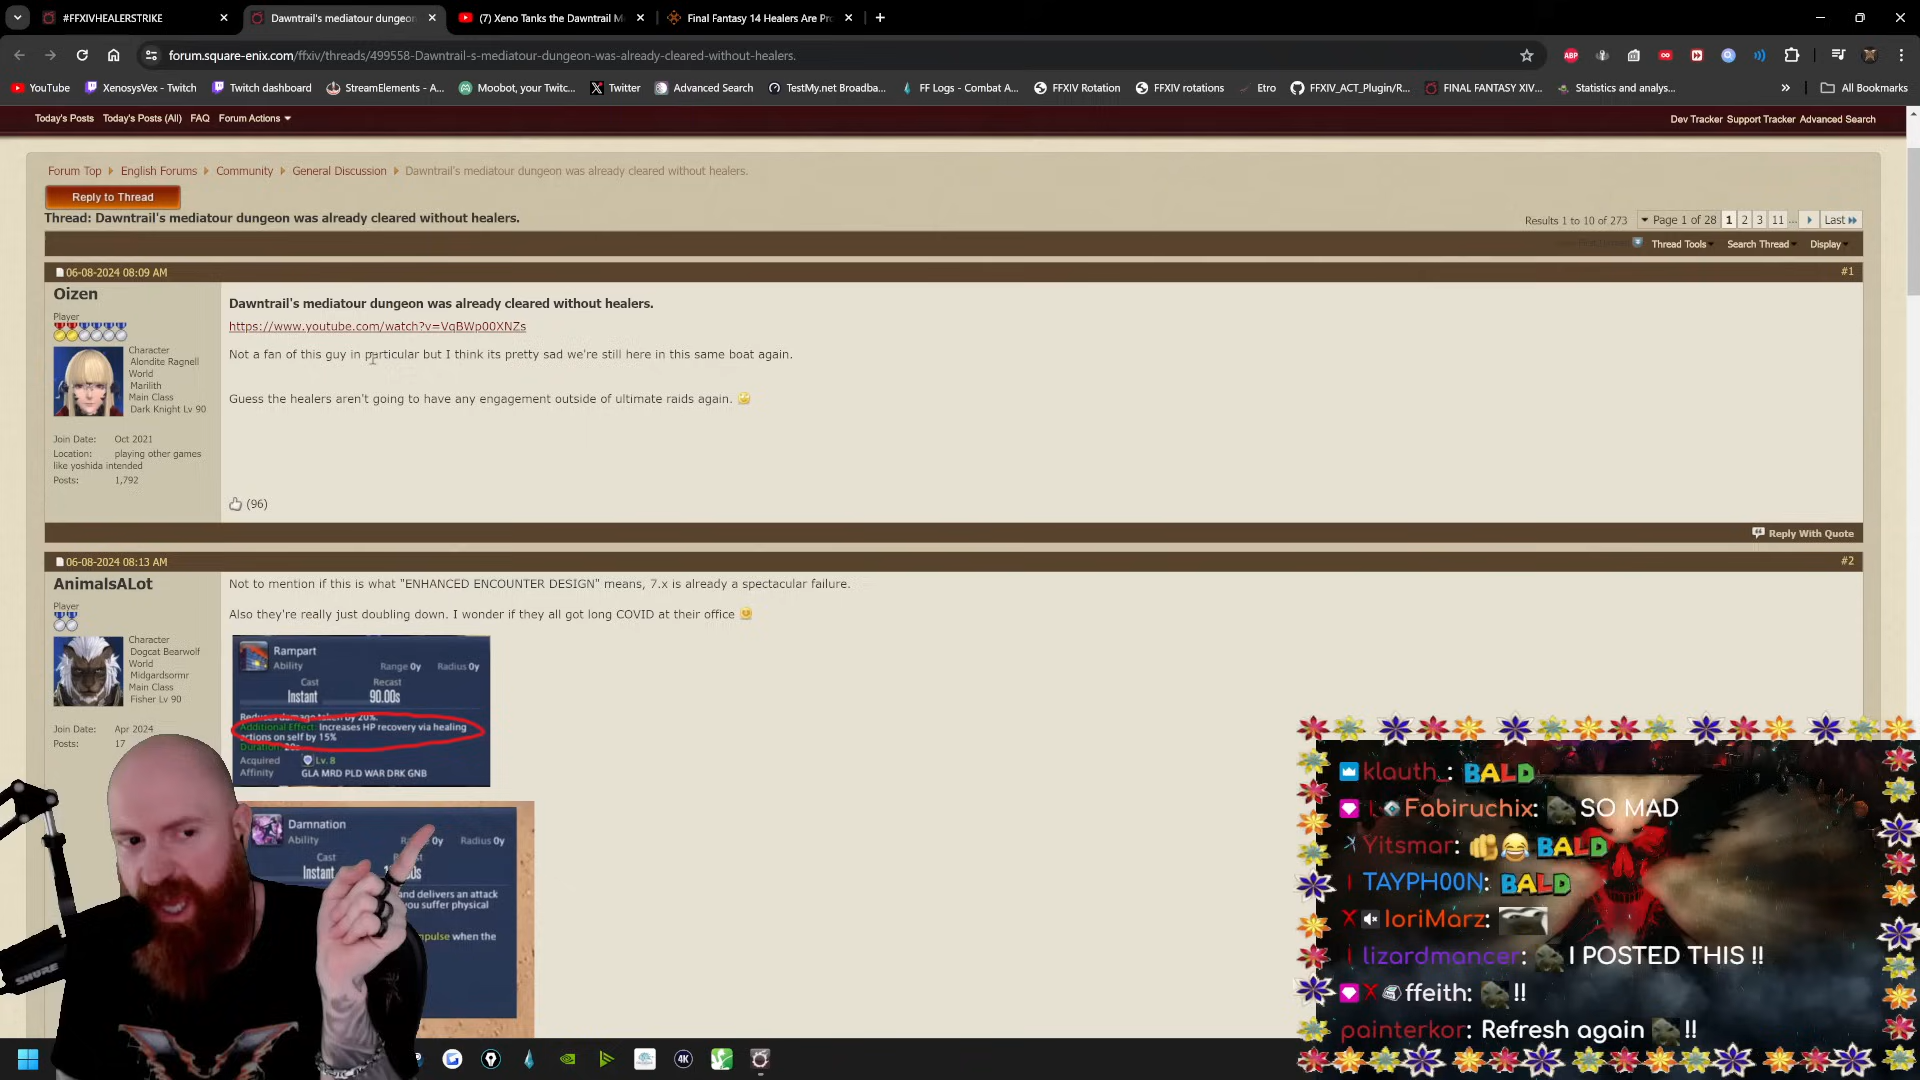 #FFXIVHEALERSTRIKE
Dawntrail's mediatour dungeon
(7) Xeno Tanks the Dawntrail M
Final Fantasy 14 Healers Are Pr
forum.square-enix.com/ffxiv/threads/499558-Dawntrail-s-mediatour-dungeon-was-already-cleared-without-healers.
YouTube
XenosysVex - Twitch
Twitch dashboard
StreamElements - A...
Moobot, your Twitc...
Twitter
Advanced Search
TestMy.net Broadba...
FF Logs - Combat A...
FFXIV Rotation
FFXIV rotations
Etro
FFXIV_ACT_Plugin/R...
FINAL FANTASY XIV...
Statistics and analys...
All Bookmarks
Today's Posts Today's Posts (All) FAQ Forum Actions
Dev Tracker Support Tracker Advanced Search
Forum Top English Forums Community General Discussion Dawntrail's mediatour dungeon was already cleared without healers.
Reply to Thread
Thread: Dawntrail's mediatour dungeon was already cleared without healers.
Results 1 to 10 of 273 Page 1 of 28 1 2 3 11 ... Last
Thread Tools Search Thread Display
06-08-2024 08:09 AM
#1
Oizen
Player
Character
Alondite Ragnell
World
Marilith
Main Class
Dark Knight Lv 90
Join Date: Oct 2021
Location: playing other games
like yoshida intended
Posts: 1,792
Dawntrail's mediatour dungeon was already cleared without healers.
https://www.youtube.com/watch?v=VqBWp00XNZs
Not a fan of this guy in particular but I think its pretty sad we're still here in this same boat again.
Guess the healers aren't going to have any engagement outside of ultimate raids again.
(96)
Reply With Quote
06-08-2024 08:13 AM
#2
AnimalsALot
Player
Character
Dogcat Bearwolf
World
Midgardsormr
Main Class
Fisher Lv 90
Join Date: Apr 2024
Posts: 17
Not to mention if this is what "ENHANCED ENCOUNTER DESIGN" means, 7.x is already a spectacular failure.
Also they're really just doubling down. I wonder if they all got long COVID at their office
Rampart
Ability Range 0y Radius 0y
Cast Recast
Instant 90.00s
Reduces damage taken by 20%.
Additional Effect: Increases HP recovery via healing
actions on self by 15%
Duration: 20s
Acquired Lv. 8
Affinity GLA MRD PLD WAR DRK GNB
Damnation
Ability 0y Radius 0y
Cast
Instant
and delivers an attack
you suffer physical
when the
SHURE
klauth_: BALD
Fabiruchix: SO MAD
Yitsmar: BALD
TAYPH00N: BALD
IoriMarz:
lizardmancer: I POSTED THIS !!
ffeith: !!
painterkor: Refresh again !!
4K